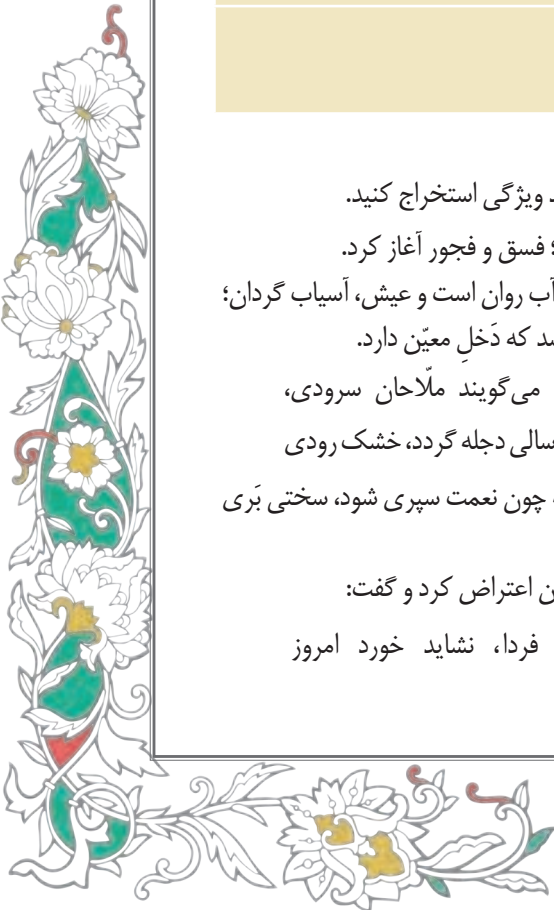 ویژگی استخراج کنید.
؛ فسق و فجور آغاز کرد.
آب روان است و عیش، آسیاب گردان؛
که دَخلِ معیّن دارد.
می‌گویند ملّاحان سرودی،
دجله گردد، خشک رودی
چون نعمت سپری شود، سختی بَری
اعتراض کرد و گفت:
فردا، نشاید خورد امروز